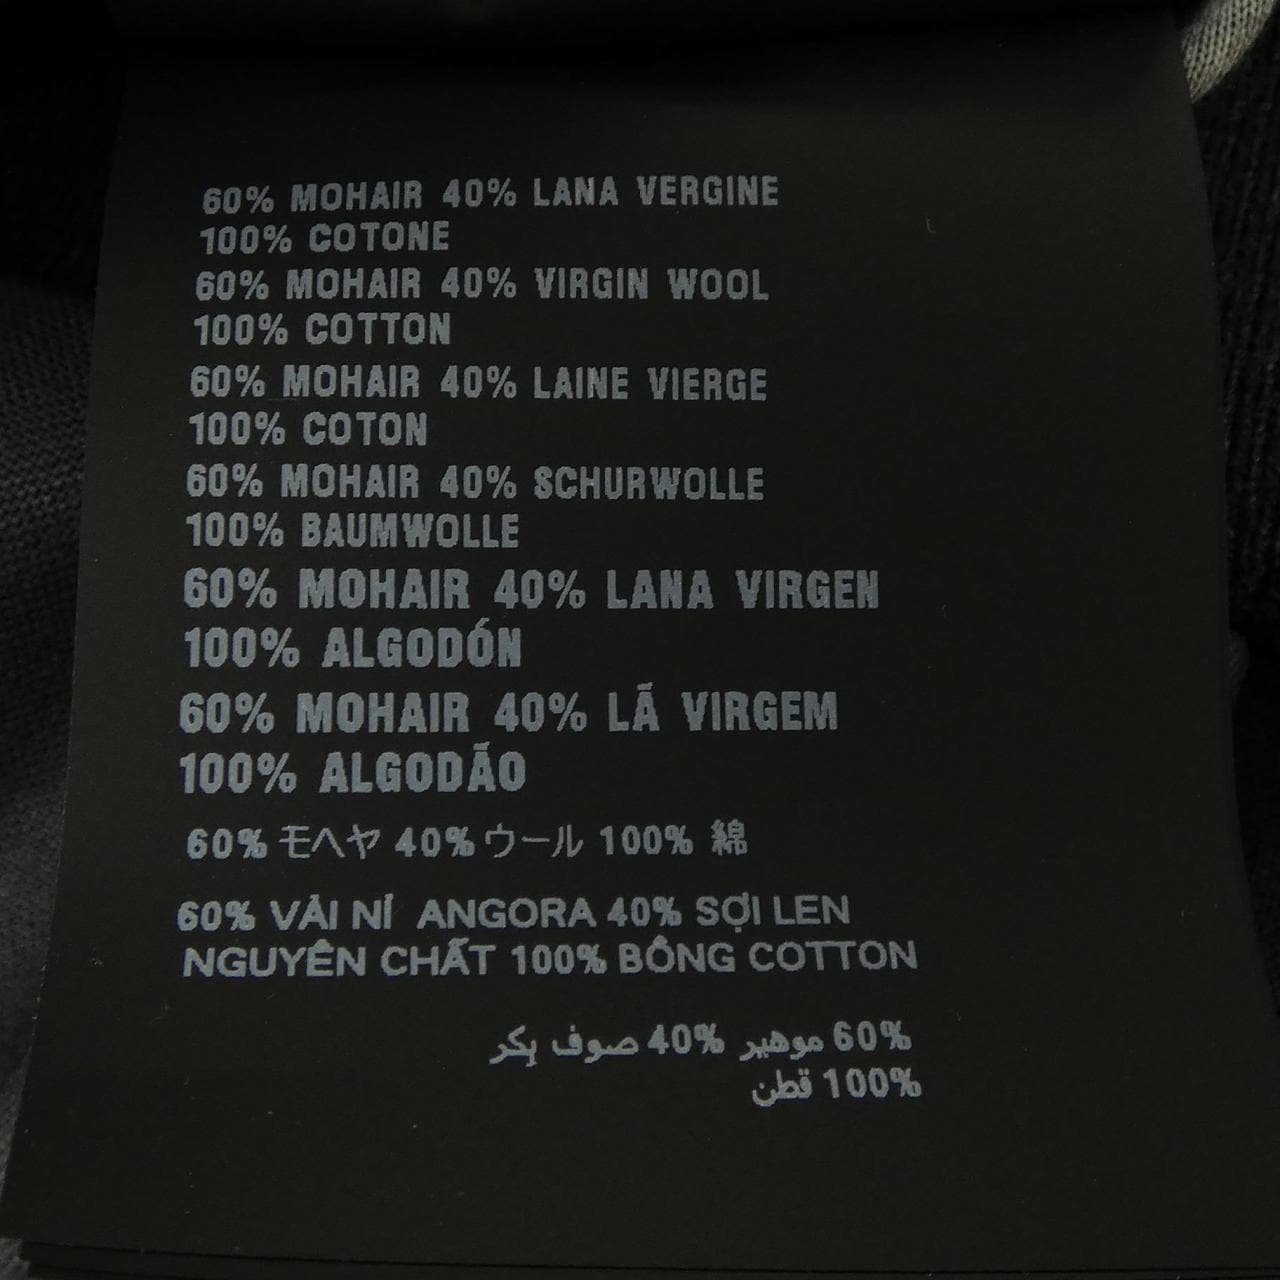 60% MOHAIR 40% LANA VERGINE
100% COTONE
60% MOHAIR 40% VIRGIN WOOL
100% COTTON
60% MOHAIR 40% LAINE VIERGE
100% COTON
60% MOHAIR 40% SCHURWOLLE
100% BAUMWOLLE
60% MOHAIR 40% LANA VIRGEN
100% ALGODÓN
60% MOHAIR 40% LÃ VIRGEM
100% ALGODÃO
60% モヘヤ 40% ウール 100% 綿
60% VẢI NỈ ANGORA 40% SỢI LEN
NGUYÊN CHẤT 100% BÔNG COTTON
60% موهير 40% صوف بكر
100% قطن